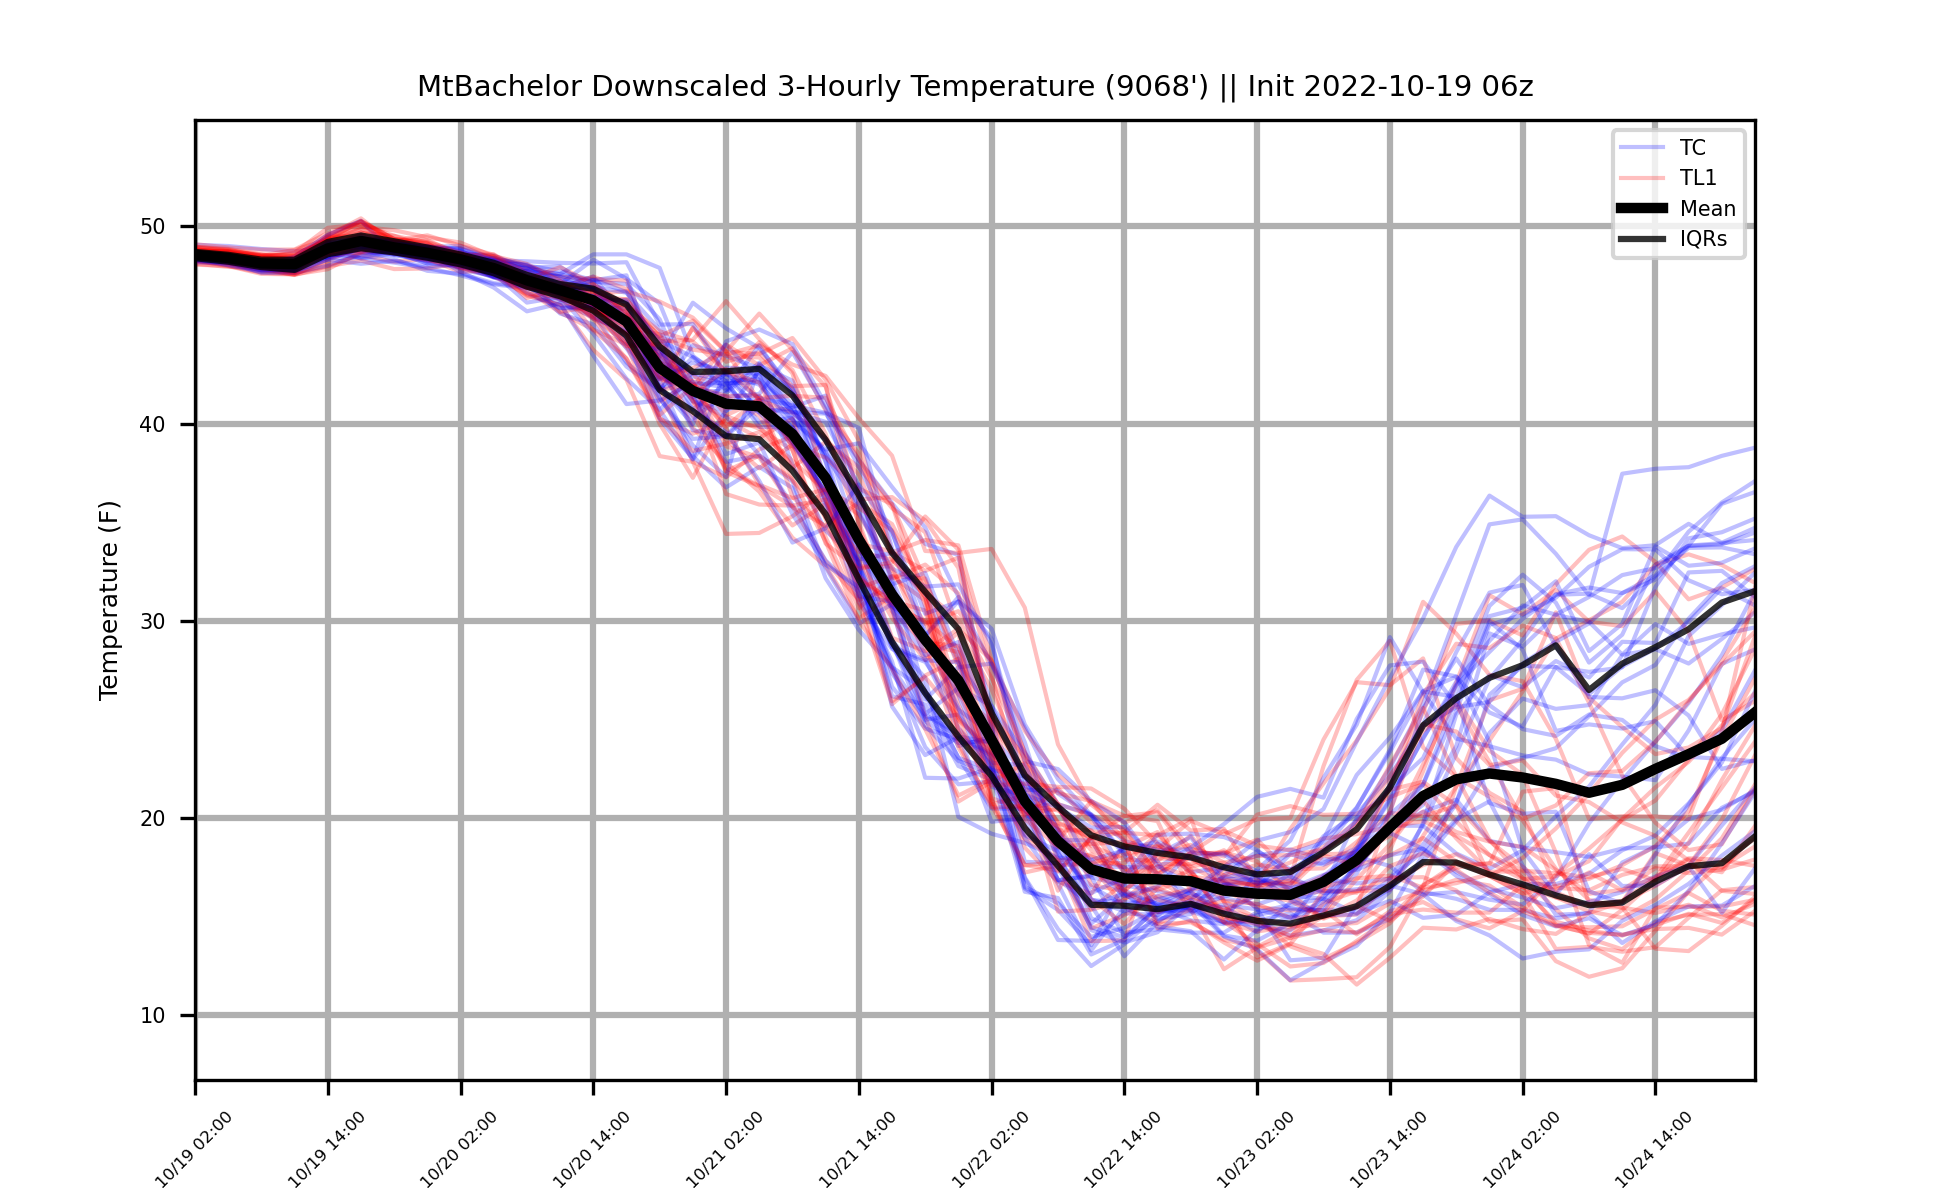 MtBachelor Downscaled 3-Hourly Temperature (9068') || Init 2022-10-19 06z
TC
TL1
Mean
IQRs
Temperature (F)
50
40
30
20
10
10/19 02:00
10/19 14:00
10/20 02:00
10/20 14:00
10/21 02:00
10/21 14:00
10/22 02:00
10/22 14:00
10/23 02:00
10/23 14:00
10/24 02:00
10/24 14:00